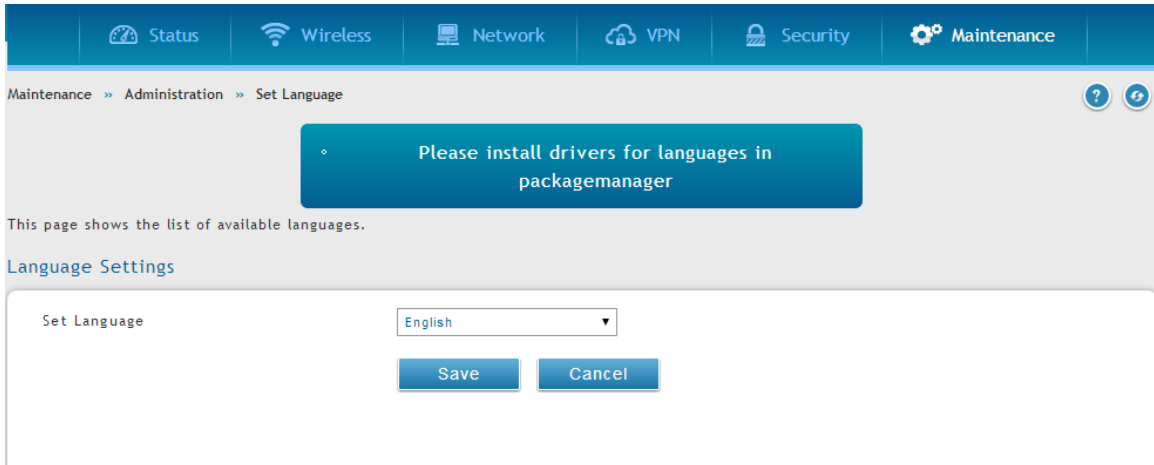 Status Wireless Network VPN Security Maintenance
Maintenance » Administration » Set Language
Please install drivers for languages in
packagemanager
This page shows the list of available languages.
Language Settings
Set Language English
Save Cancel